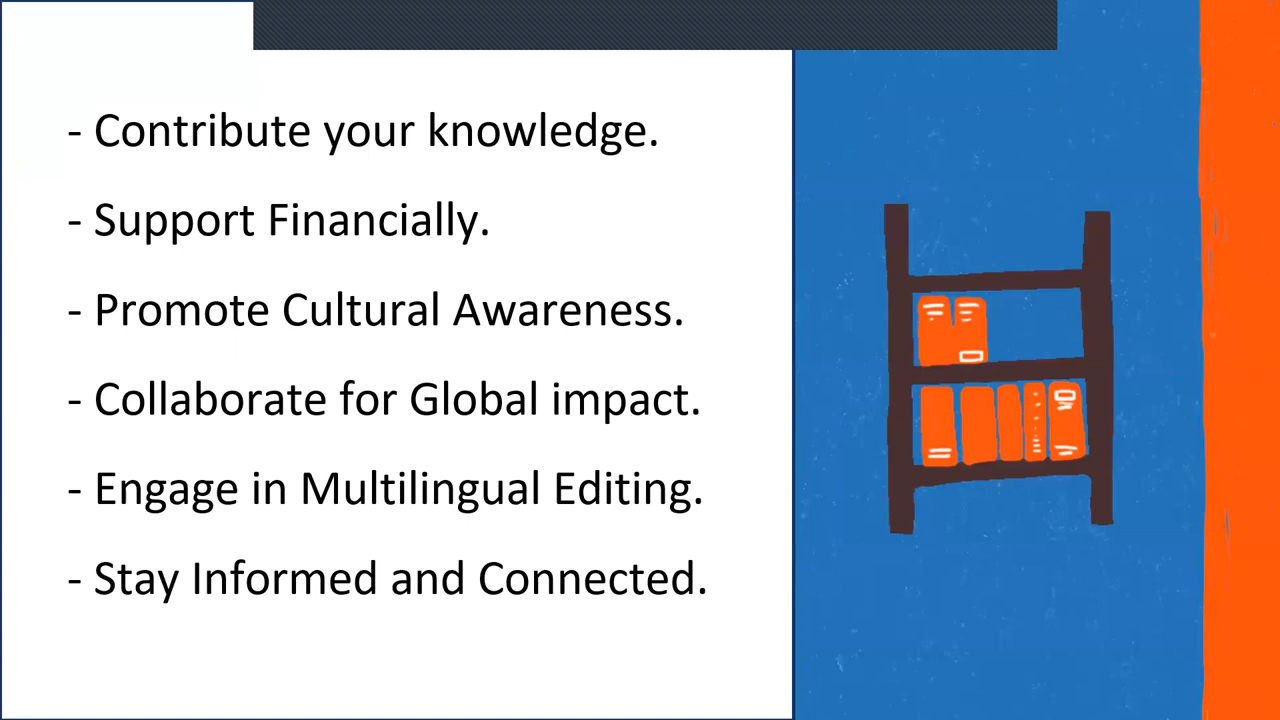 - Contribute your knowledge.
- Support Financially.
- Promote Cultural Awareness.
- Collaborate for Global impact.
- Engage in Multilingual Editing.
- Stay Informed and Connected.